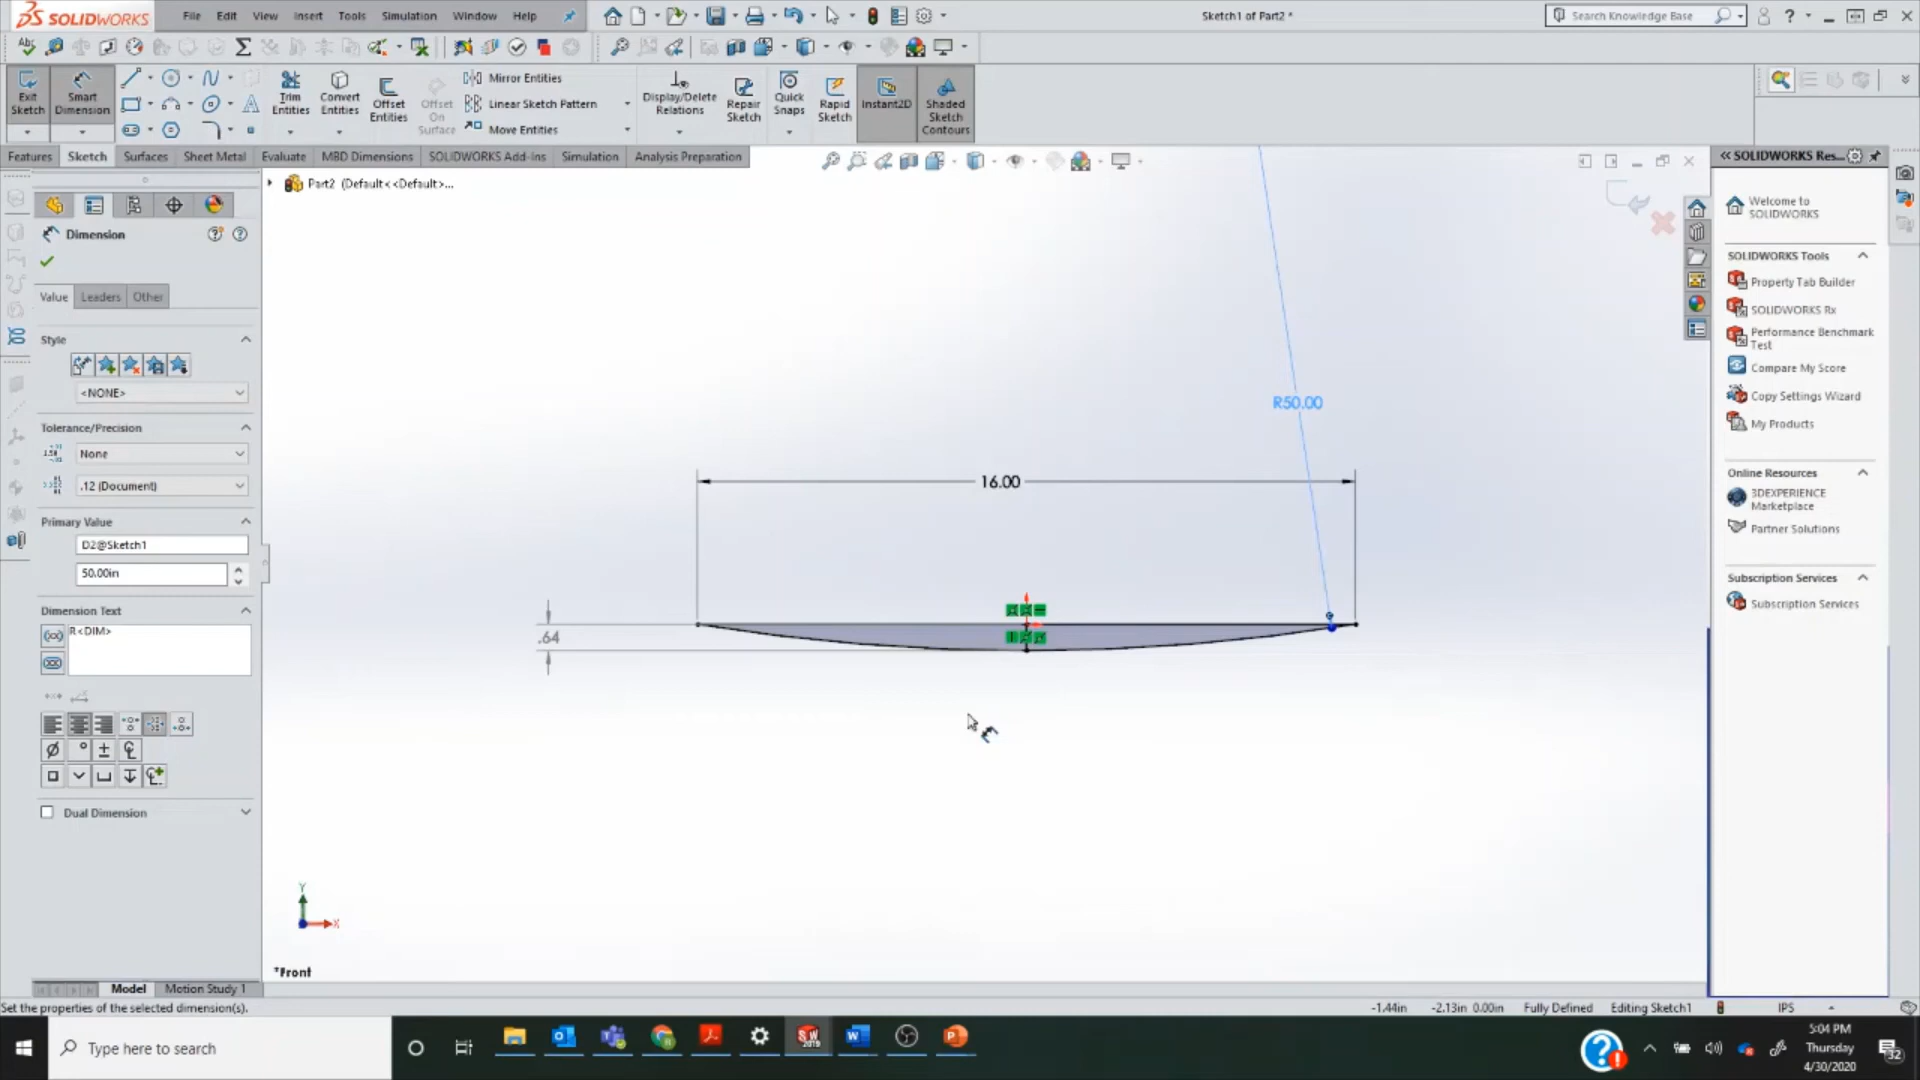 SOLIDWORKS File Edit View Insert Tools Simulation Window Help Sketch1 of Part2 * Search Knowledge Base
Exit Sketch
Smart Dimension
Trim Entities
Convert Entities
Offset Entities
Offset On Surface
Mirror Entities
Linear Sketch Pattern
Move Entities
Display/Delete Relations
Repair Sketch
Quick Snaps
Rapid Sketch
Instant2D
Shaded Sketch Contours
Features Sketch Surfaces Sheet Metal Evaluate MBD Dimensions SOLIDWORKS Add-Ins Simulation Analysis Preparation
Part2 (Default<<Default>...
Dimension
Value Leaders Other
Style
<NONE>
Tolerance/Precision
None
.12 (Document)
Primary Value
D2@Sketch1
50.00in
Dimension Text
R<DIM>
Dual Dimension
R50.00
16.00
.64
Y
X
*Front
SOLIDWORKS Res...
Welcome to
SOLIDWORKS
SOLIDWORKS Tools
Property Tab Builder
SOLIDWORKS Rx
Performance Benchmark
Test
Compare My Score
Copy Settings Wizard
My Products
Online Resources
3DEXPERIENCE
Marketplace
Partner Solutions
Subscription Services
Subscription Services
Model Motion Study 1
Set the properties of the selected dimension(s). -1.44in -2.13in 0.00in Fully Defined Editing Sketch1 IPS
Type here to search
5:04 PM
Thursday
4/30/2020
32